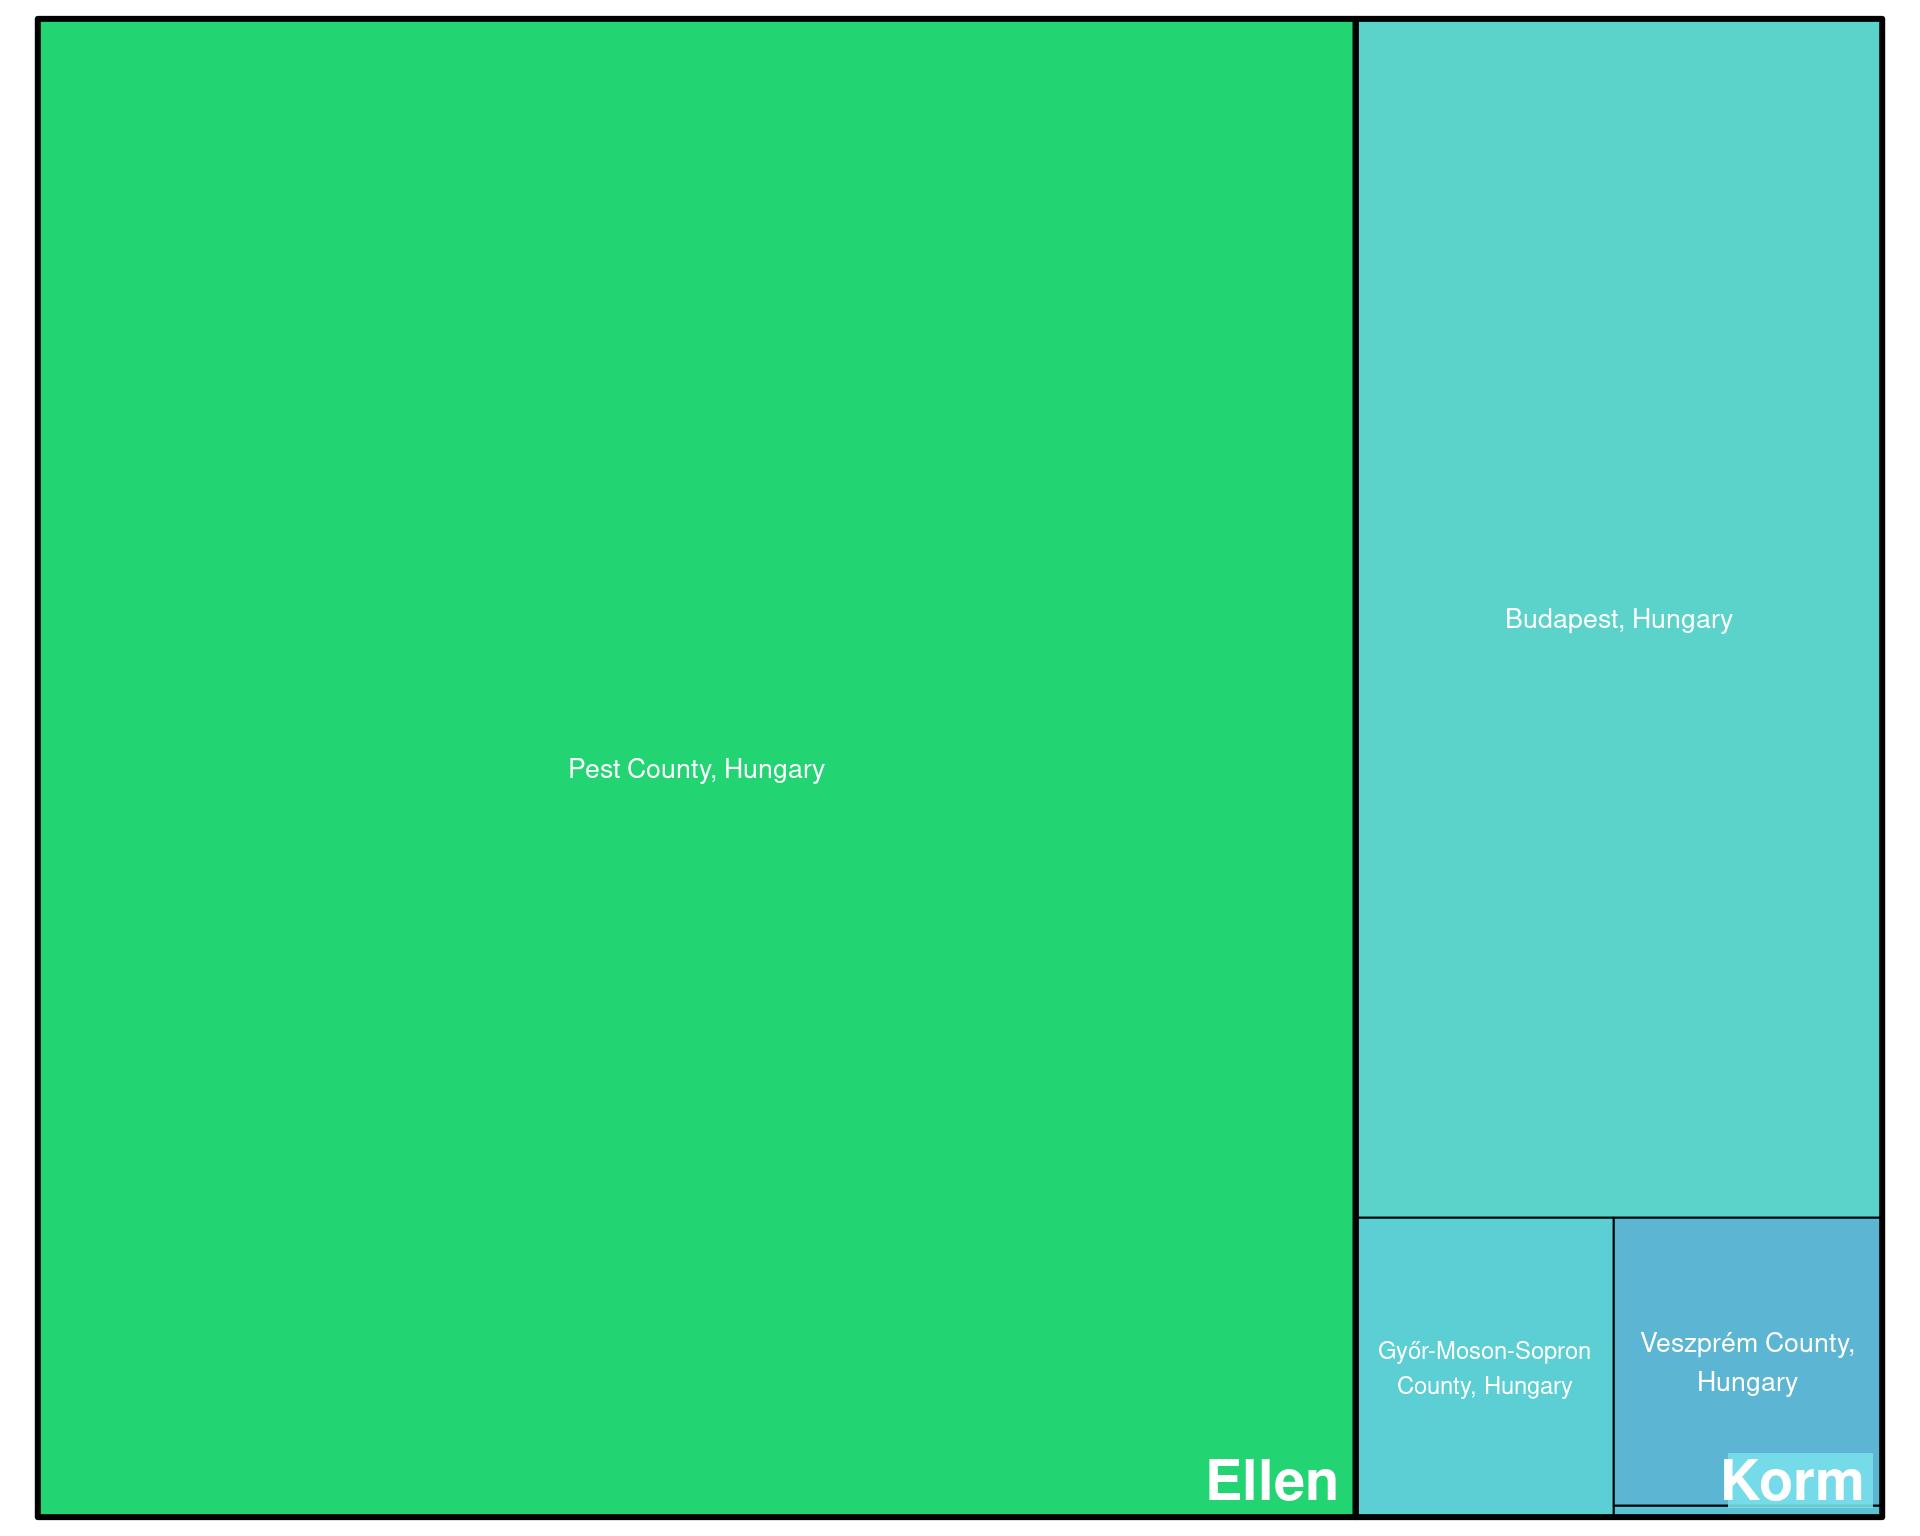 Pest County, Hungary
Ellen
Budapest, Hungary
Győr-Moson-Sopron
County, Hungary
Veszprém County,
Hungary
Korm